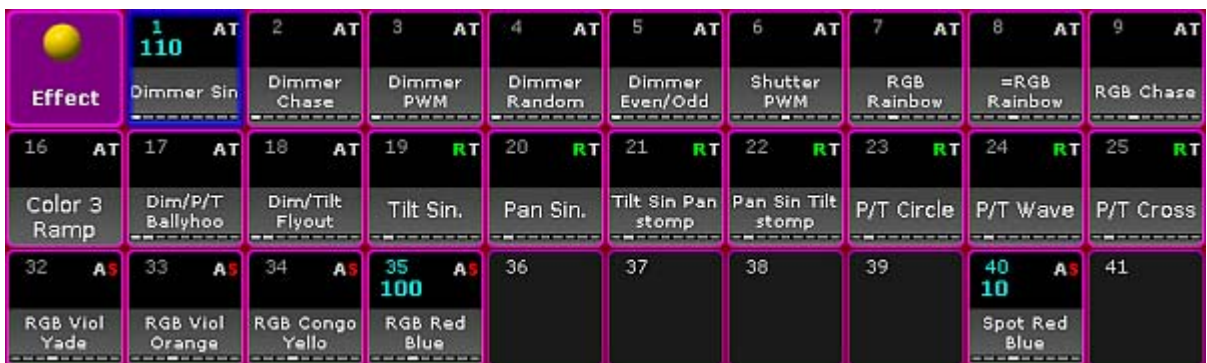 Effect
1 AT
110
Dimmer Sin
2 AT
Dimmer
Chase
3 AT
Dimmer
PWM
4 AT
Dimmer
Random
5 AT
Dimmer
Even/Odd
6 AT
Shutter
PWM
7 AT
RGB
Rainbow
8 AT
=RGB
Rainbow
9 AT
RGB Chase
16 AT
Color 3
Ramp
17 AT
Dim/P/T
Ballyhoo
18 AT
Dim/Tilt
Flyout
19 RT
Tilt Sin.
20 RT
Pan Sin.
21 RT
Tilt Sin Pan
stomp
22 RT
Pan Sin Tilt
stomp
23 RT
P/T Circle
24 RT
P/T Wave
25 RT
P/T Cross
32 AS
RGB Viol
Yade
33 AS
RGB Viol
Orange
34 AS
RGB Congo
Yello
35 AS
100
RGB Red
Blue
36
37
38
39
40 AS
10
Spot Red
Blue
41